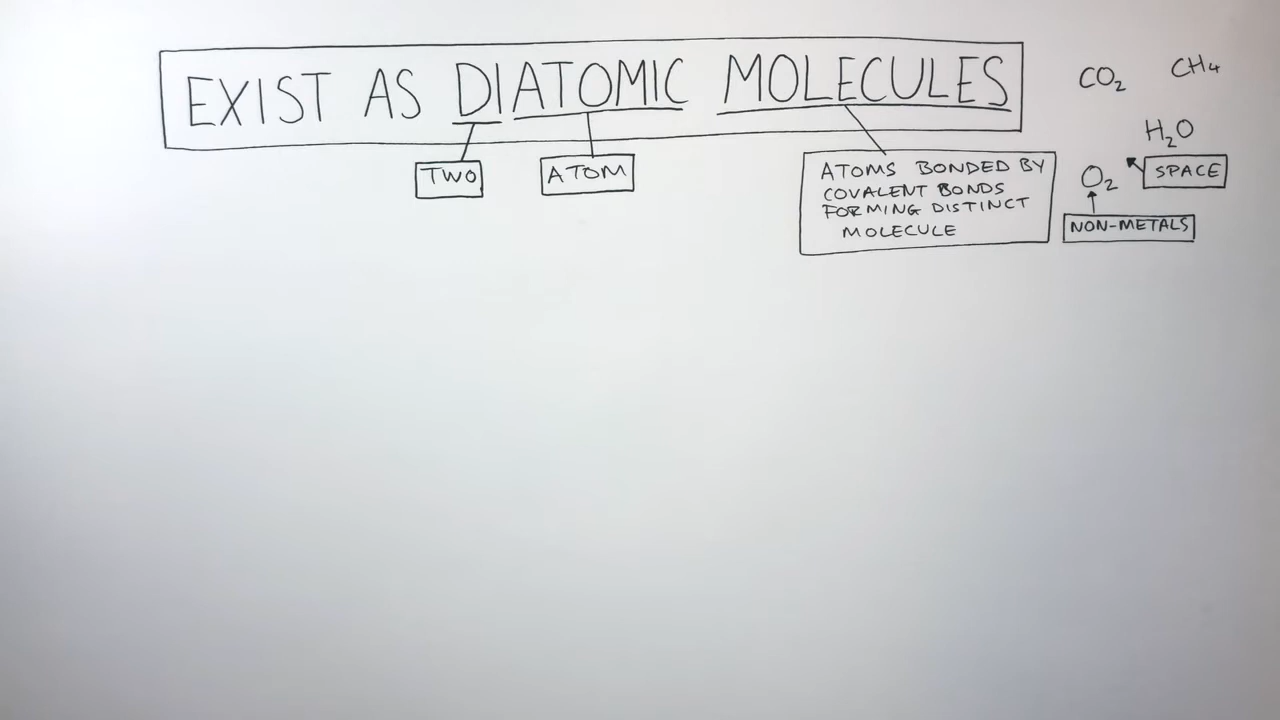 EXIST AS DIATOMIC MOLECULES
TWO
ATOM
ATOMS BONDED BY
COVALENT BONDS
FORMING DISTINCT
MOLECULE
CO₂
CH₄
H₂O
O₂
SPACE
NON-METALS